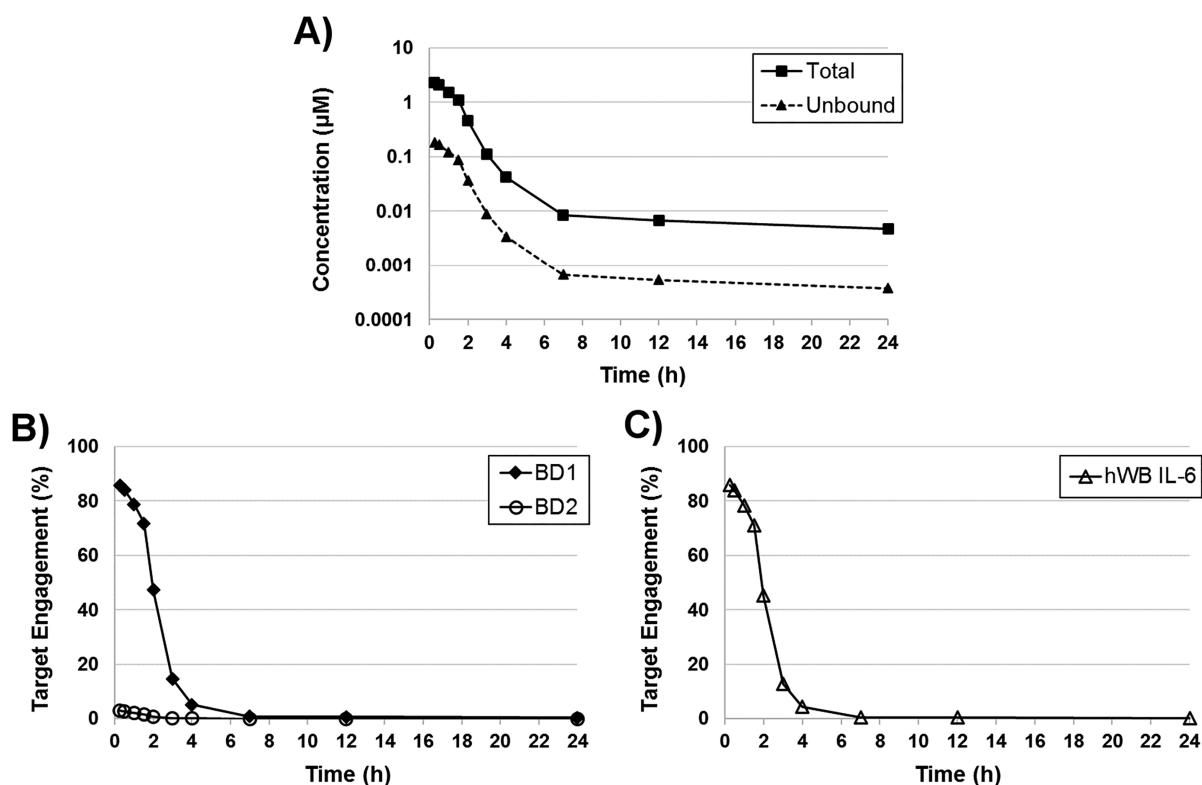 A)
Concentration (µM)
10
1
0.1
0.01
0.001
0.0001
Total
Unbound
0 2 4 6 8 10 12 14 16 18 20 22 24
Time (h)
B)
Target Engagement (%)
100
80
60
40
20
0
BD1
BD2
0 2 4 6 8 10 12 14 16 18 20 22 24
Time (h)
C)
Target Engagement (%)
100
80
60
40
20
0
hWB IL-6
0 2 4 6 8 10 12 14 16 18 20 22 24
Time (h)